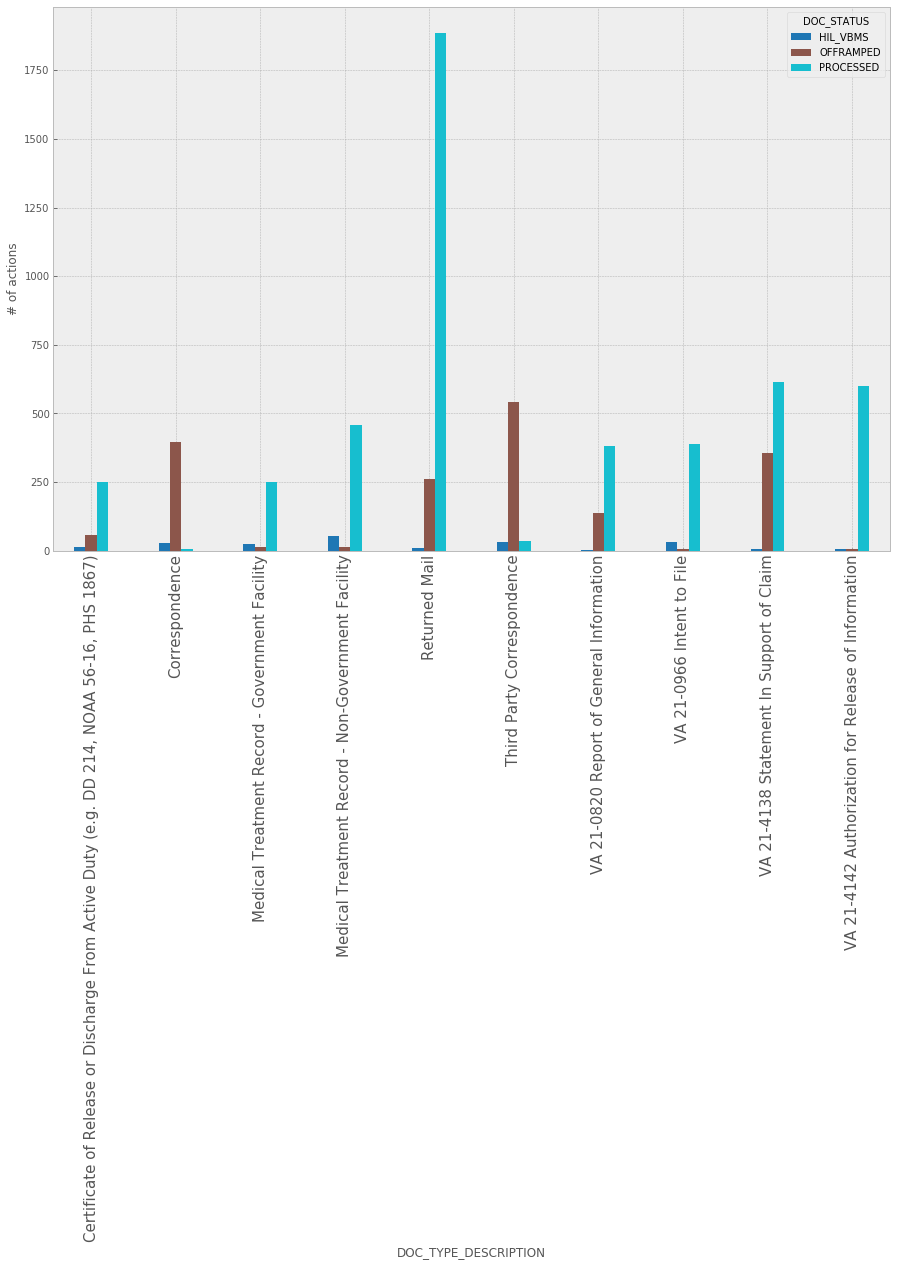 DOC_STATUS
HIL_VBMS
OFFRAMPED
PROCESSED
# of actions
1750
1500
1250
1000
750
500
250
0
Certificate of Release or Discharge From Active Duty (e.g. DD 214, NOAA 56-16, PHS 1867)
Correspondence
Medical Treatment Record - Government Facility
Medical Treatment Record - Non-Government Facility
Returned Mail
Third Party Correspondence
VA 21-0820 Report of General Information
VA 21-0966 Intent to File
VA 21-4138 Statement In Support of Claim
VA 21-4142 Authorization for Release of Information
DOC_TYPE_DESCRIPTION